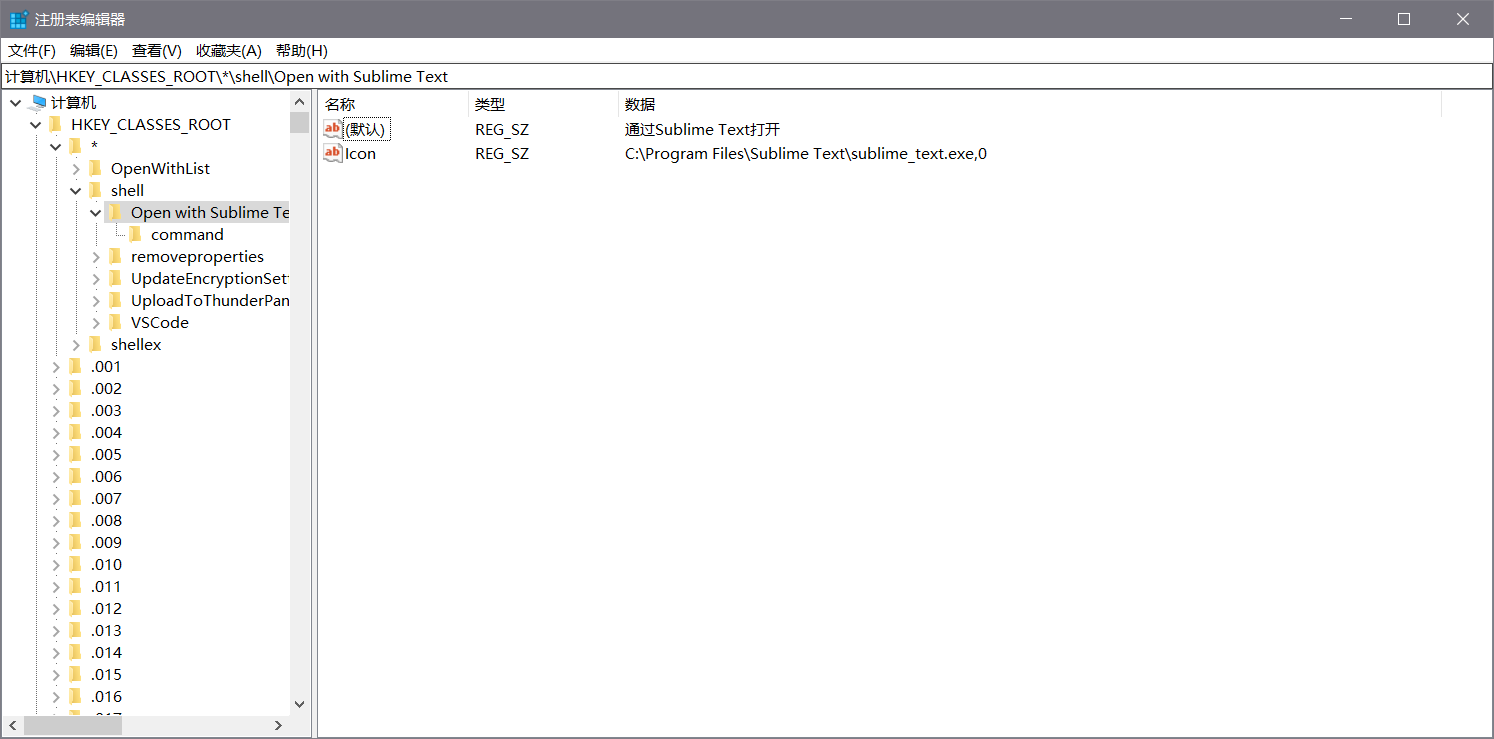 注册表编辑器
文件(F) 编辑(E) 查看(V) 收藏夹(A) 帮助(H)
计算机\HKEY_CLASSES_ROOT\*\shell\Open with Sublime Text
计算机
HKEY_CLASSES_ROOT
*
OpenWithList
shell
Open with Sublime Te
command
removeproperties
UpdateEncryptionSett
UploadToThunderPan
VSCode
shellex
.001
.002
.003
.004
.005
.006
.007
.008
.009
.010
.011
.012
.013
.014
.015
.016
名称 类型 数据
ab (默认) REG_SZ 通过Sublime Text打开
ab Icon REG_SZ C:\Program Files\Sublime Text\sublime_text.exe,0